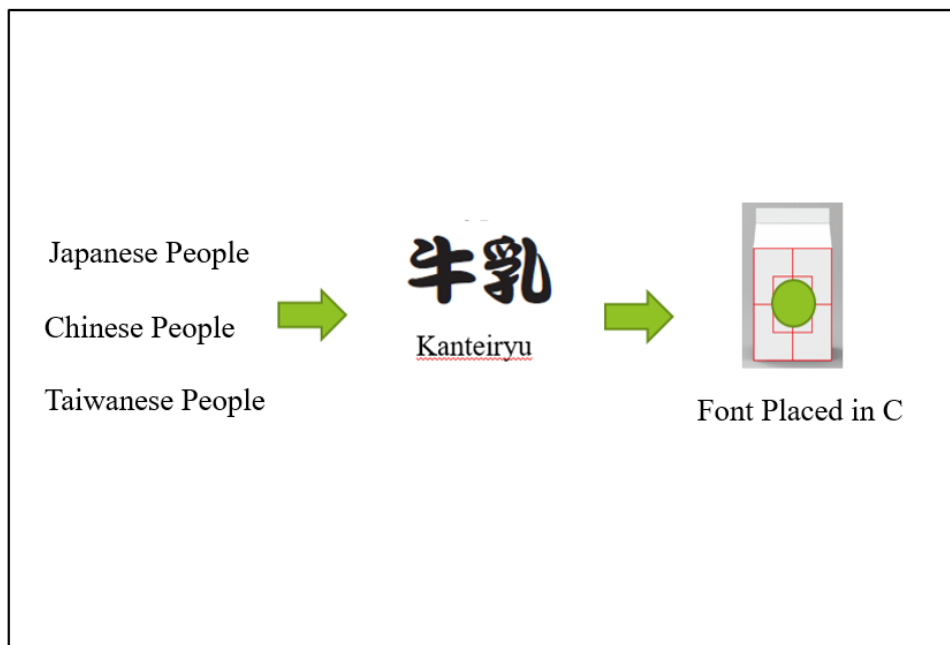 Japanese People
Chinese People
Taiwanese People
牛乳
Kanteiryu
Font Placed in C